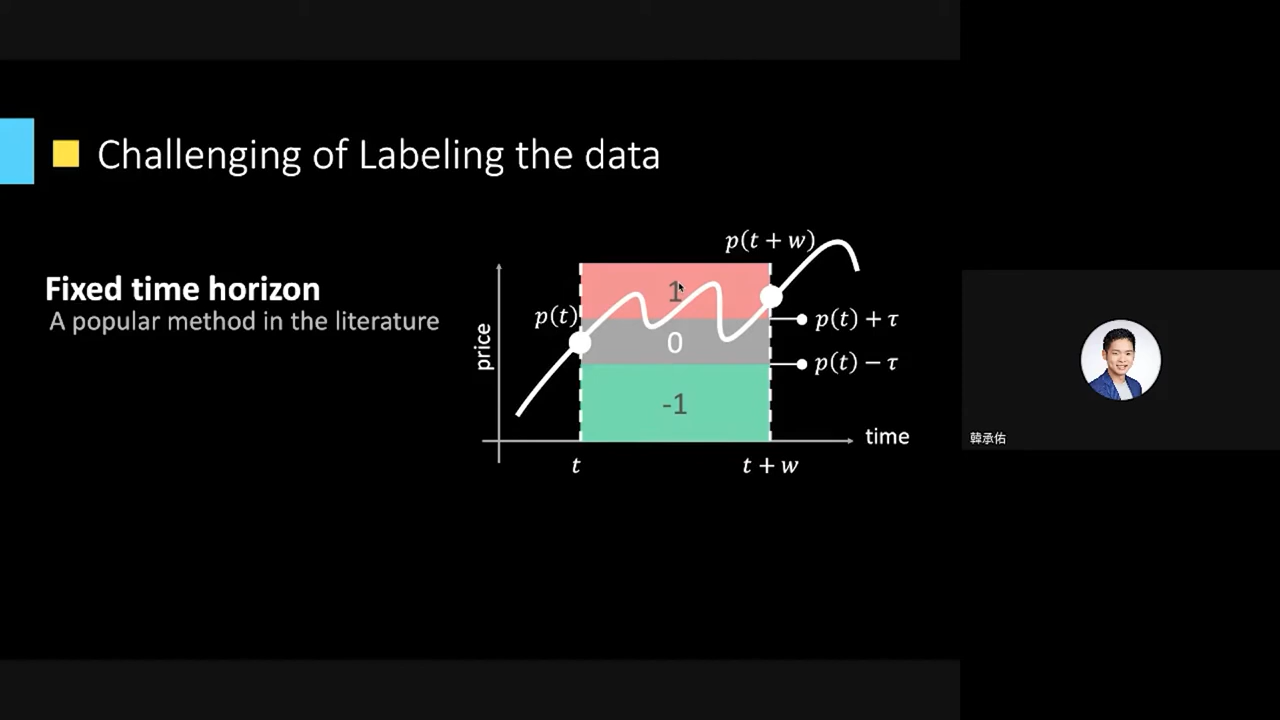 Challenging of Labeling the data
Fixed time horizon
A popular method in the literature
price
p(t)
p(t + w)
1
0
-1
p(t) + τ
p(t) − τ
time
t
t + w
韓承佑